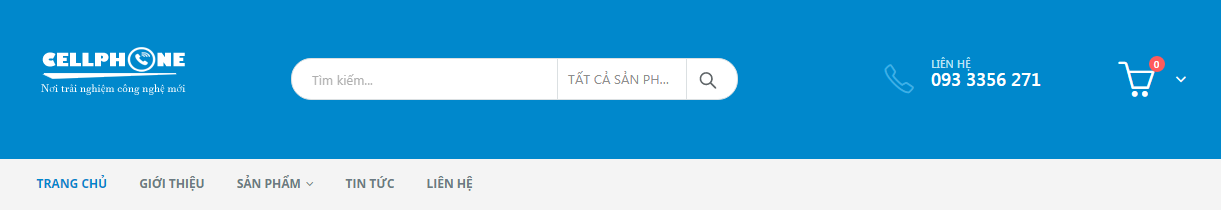 CELLPHONE
Nơi trải nghiệm công nghệ mới
Tìm kiếm...
TẤT CẢ SẢN PH...
LIÊN HỆ
093 3356 271
0
TRANG CHỦ
GIỚI THIỆU
SẢN PHẨM
TIN TỨC
LIÊN HỆ